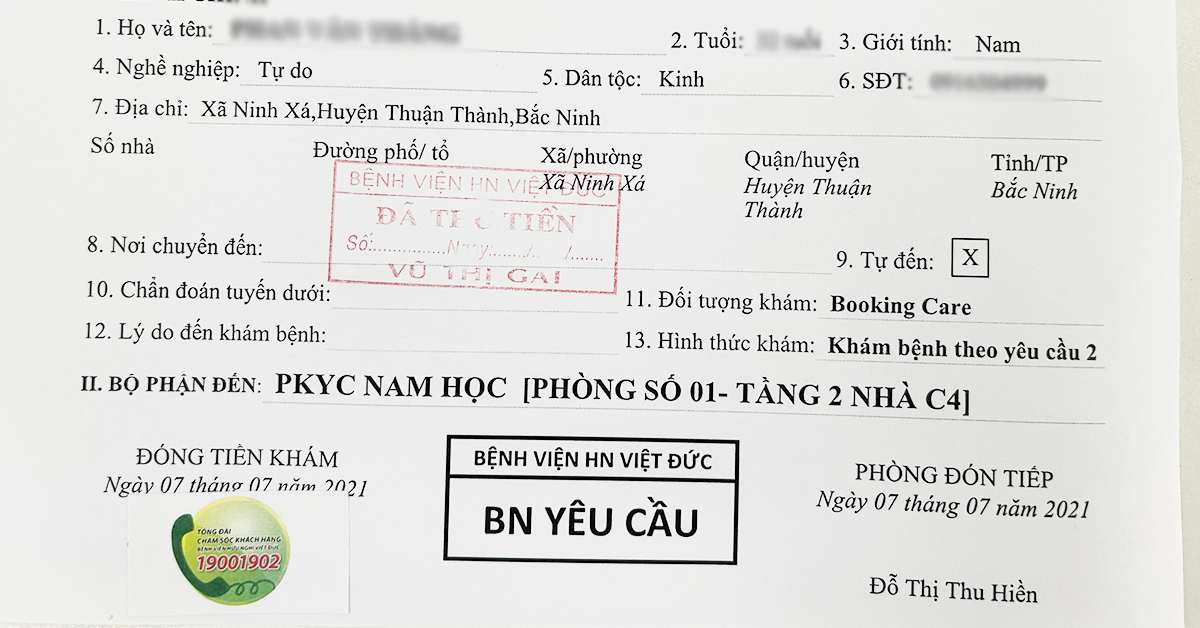 1. Họ và tên:
2. Tuổi: 3. Giới tính: Nam
4. Nghề nghiệp: Tự do 5. Dân tộc: Kinh 6. SĐT:
7. Địa chỉ: Xã Ninh Xá,Huyện Thuận Thành,Bắc Ninh
Số nhà Đường phố/ tổ Xã/phường Quận/huyện Tỉnh/TP
Xã Ninh Xá Huyện Thuận Bắc Ninh
Thành
BỆNH VIỆN HN VIỆT ĐỨC
ĐÃ THU TIỀN
Số:...............Ngày:......./.. /.......
VŨ THỊ GAI
8. Nơi chuyển đến: 9. Tự đến: X
10. Chẩn đoán tuyến dưới: 11. Đối tượng khám: Booking Care
12. Lý do đến khám bệnh: 13. Hình thức khám: Khám bệnh theo yêu cầu 2
II. BỘ PHẬN ĐẾN: PKYC NAM HỌC [PHÒNG SỐ 01- TẦNG 2 NHÀ C4]
ĐÓNG TIỀN KHÁM
Ngày 07 tháng 07 năm 2021
TỔNG ĐÀI
CHĂM SÓC KHÁCH HÀNG
BỆNH VIỆN HỮU NGHỊ VIỆT ĐỨC
19001902
BỆNH VIỆN HN VIỆT ĐỨC
BN YÊU CẦU
PHÒNG ĐÓN TIẾP
Ngày 07 tháng 07 năm 2021
Đỗ Thị Thu Hiền